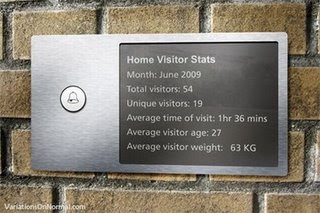 Home Visitor Stats
Month: June 2009
Total visitors: 54
Unique visitors: 19
Average time of visit: 1hr 36 mins
Average visitor age: 27
Average visitor weight: 63 KG
VariationsOnNormal.com